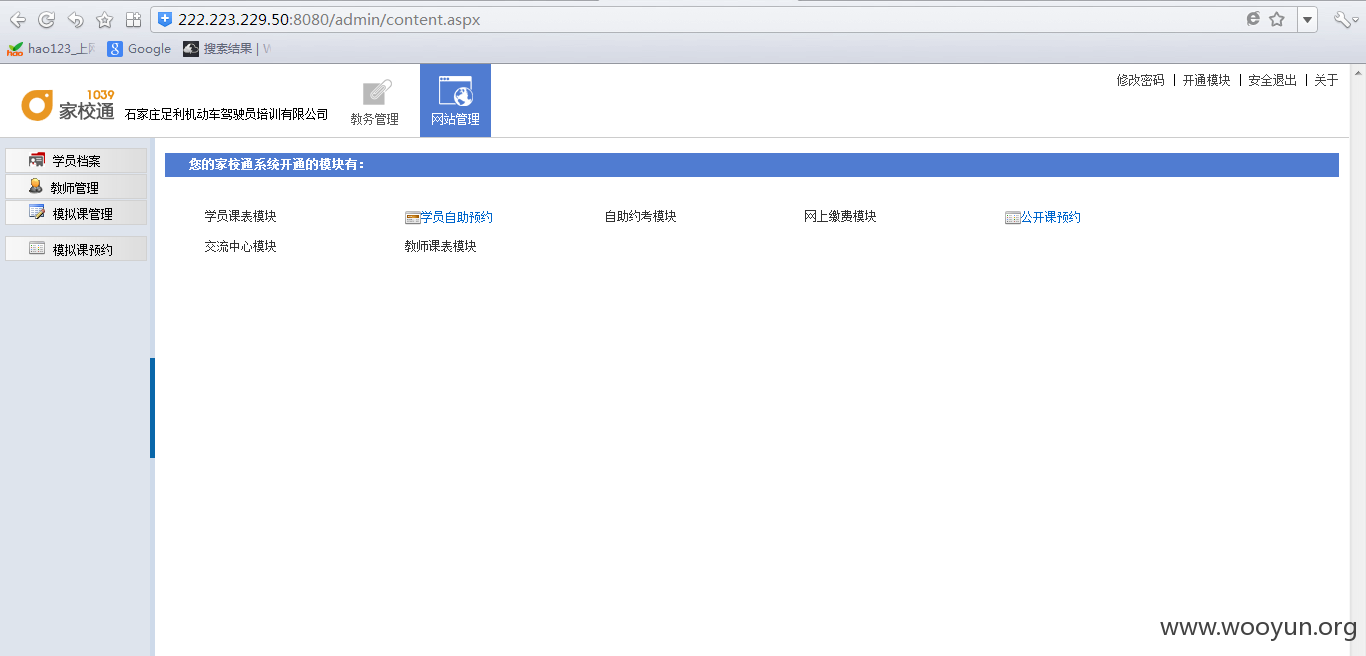 222.223.229.50:8080/admin/content.aspx
hao123_上 Google 搜索结果 |
1039
家校通 石家庄足利机动车驾驶员培训有限公司
教务管理
网站管理
修改密码 | 开通模块 | 安全退出 | 关于
学员档案
教师管理
模拟课管理
模拟课预约
您的家校通系统开通的模块有:
学员课表模块 学员自助预约 自助约考模块 网上缴费模块 公开课预约
交流中心模块 教师课表模块
www.wooyun.org